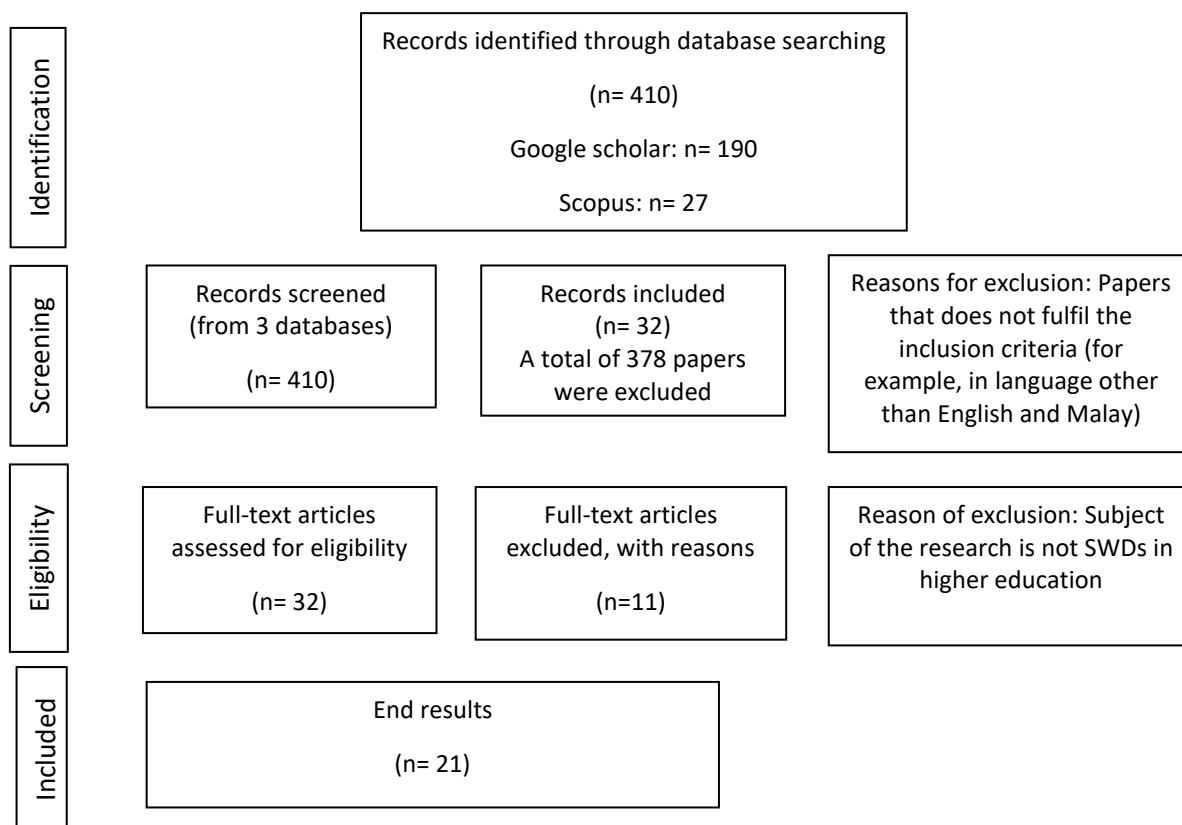 Identification
Records identified through database searching
(n= 410)
Google scholar: n= 190
Scopus: n= 27
Screening
Records screened
(from 3 databases)
(n= 410)
Records included
(n= 32)
A total of 378 papers
were excluded
Reasons for exclusion: Papers
that does not fulfil the
inclusion criteria (for
example, in language other
than English and Malay)
Eligibility
Full-text articles
assessed for eligibility
(n= 32)
Full-text articles
excluded, with reasons
(n=11)
Reason of exclusion: Subject
of the research is not SWDs in
higher education
Included
End results
(n= 21)